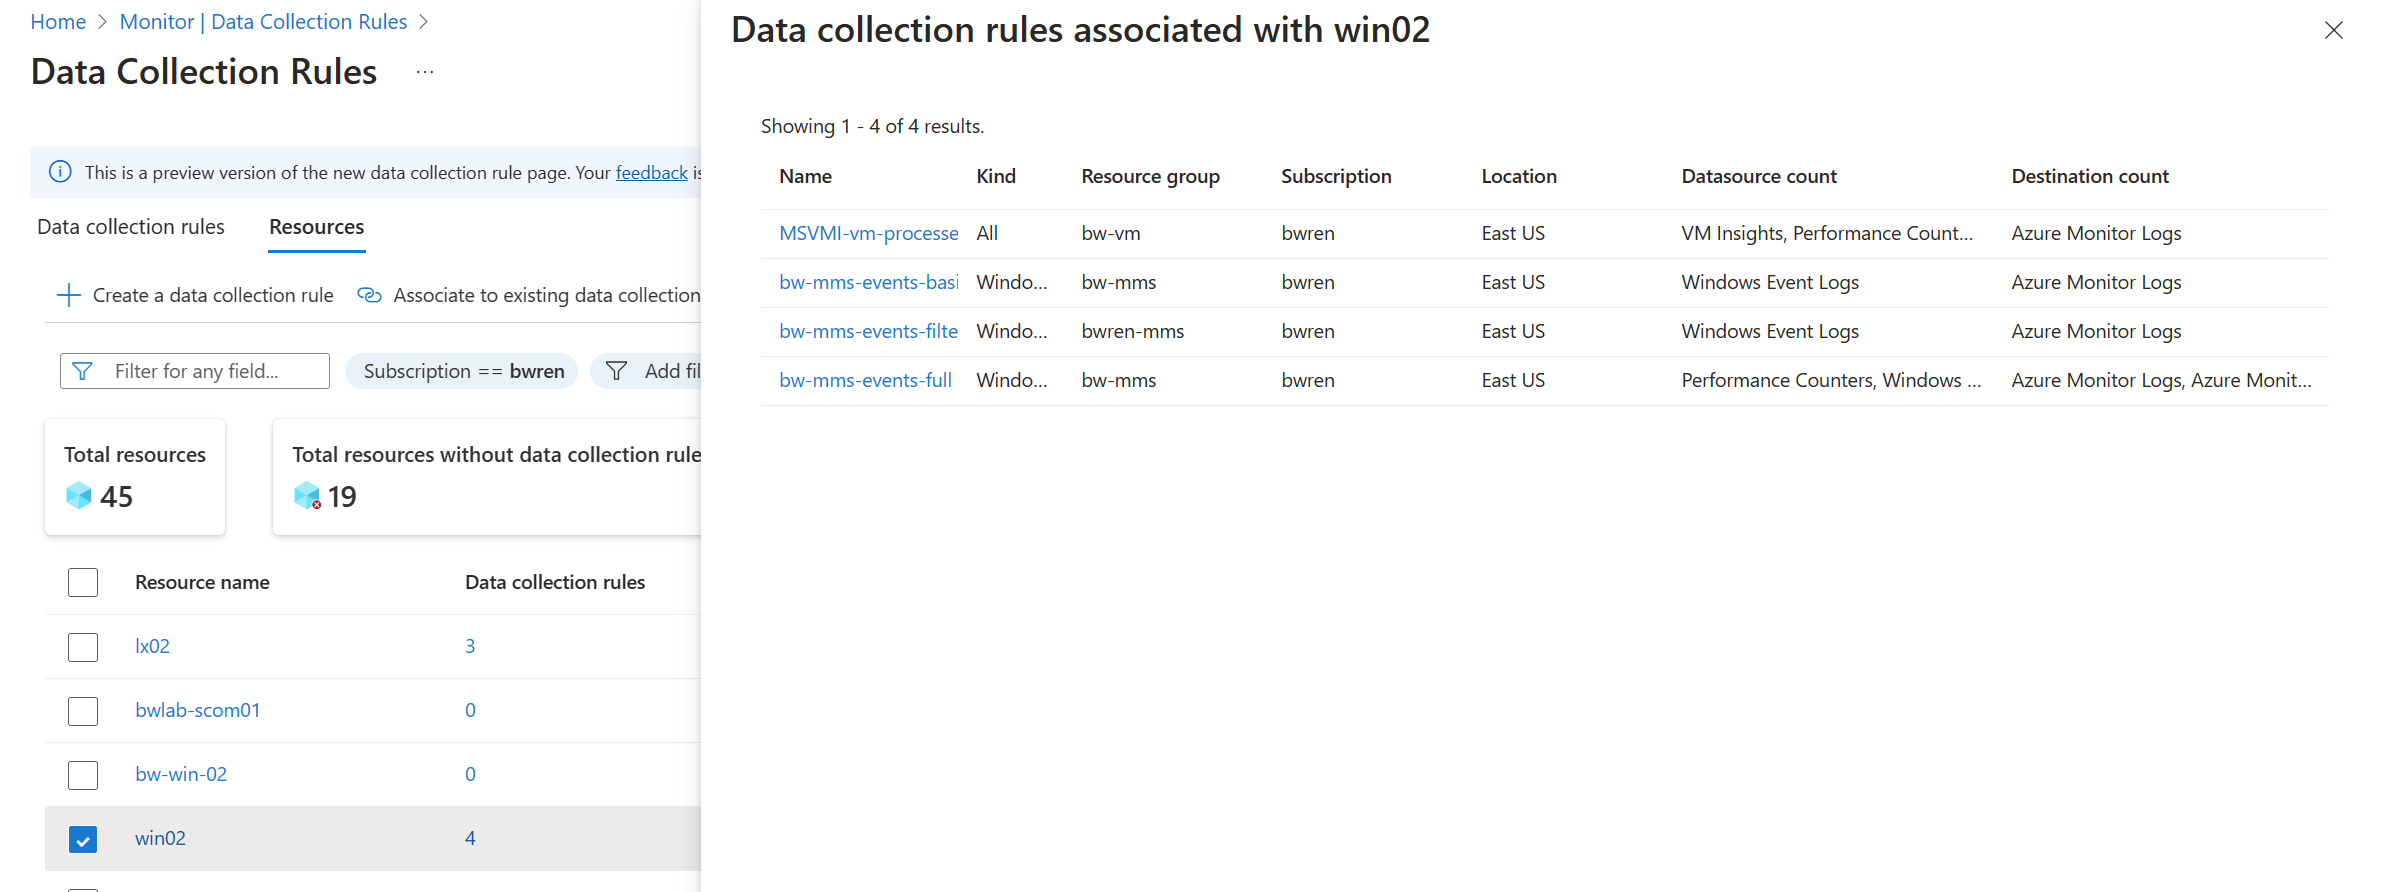 Home > Monitor | Data Collection Rules >
Data Collection Rules ...
This is a preview version of the new data collection rule page. Your feedback is
Data collection rules Resources
Create a data collection rule Associate to existing data collection
Filter for any field... Subscription == bwren Add fil
Total resources
45
Total resources without data collection rule
19
Resource name Data collection rules
lx02 3
bwlab-scom01 0
bw-win-02 0
win02 4
Data collection rules associated with win02
Showing 1 - 4 of 4 results.
Name Kind Resource group Subscription Location Datasource count Destination count
MSVMI-vm-processe All bw-vm bwren East US VM Insights, Performance Count... Azure Monitor Logs
bw-mms-events-basi Windo... bw-mms bwren East US Windows Event Logs Azure Monitor Logs
bw-mms-events-filte Windo... bwren-mms bwren East US Windows Event Logs Azure Monitor Logs
bw-mms-events-full Windo... bw-mms bwren East US Performance Counters, Windows ... Azure Monitor Logs, Azure Monit...